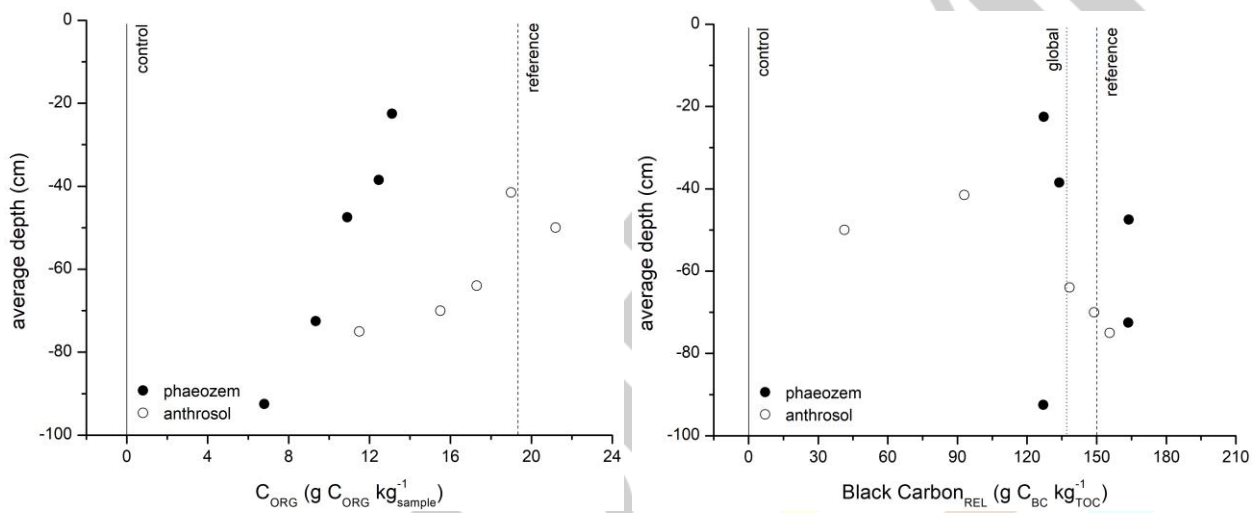 0
-20
-40
-60
-80
-100
average depth (cm)
control
reference
phaeozem
anthrosol
0 4 8 12 16 20 24
C_ORG (g C_ORG kg^-1_sample)
0
-20
-40
-60
-80
-100
average depth (cm)
control
global
reference
phaeozem
anthrosol
0 30 60 90 120 150 180 210
Black Carbon_REL (g C_BC kg^-1_TOC)